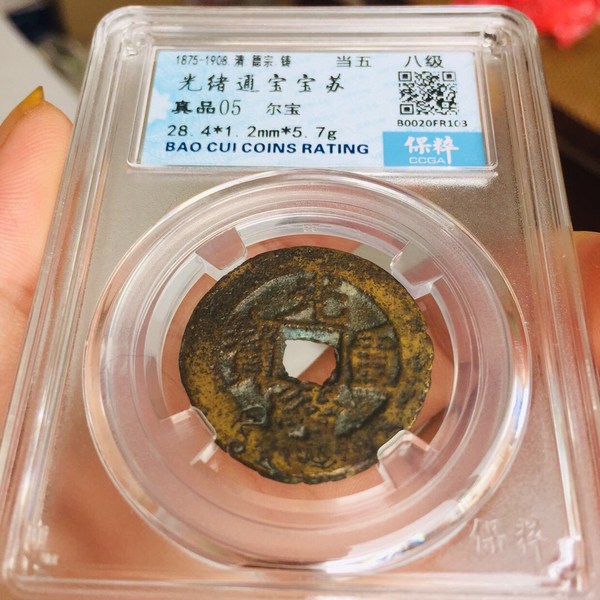 1875-1908 清 德宗 铸 当五 八级
光绪通宝宝苏
真品05 尔宝
28.4*1.2mm*5.7g
BAO CUI COINS RATING
B0020FR103
保粹
CCGA
保粹